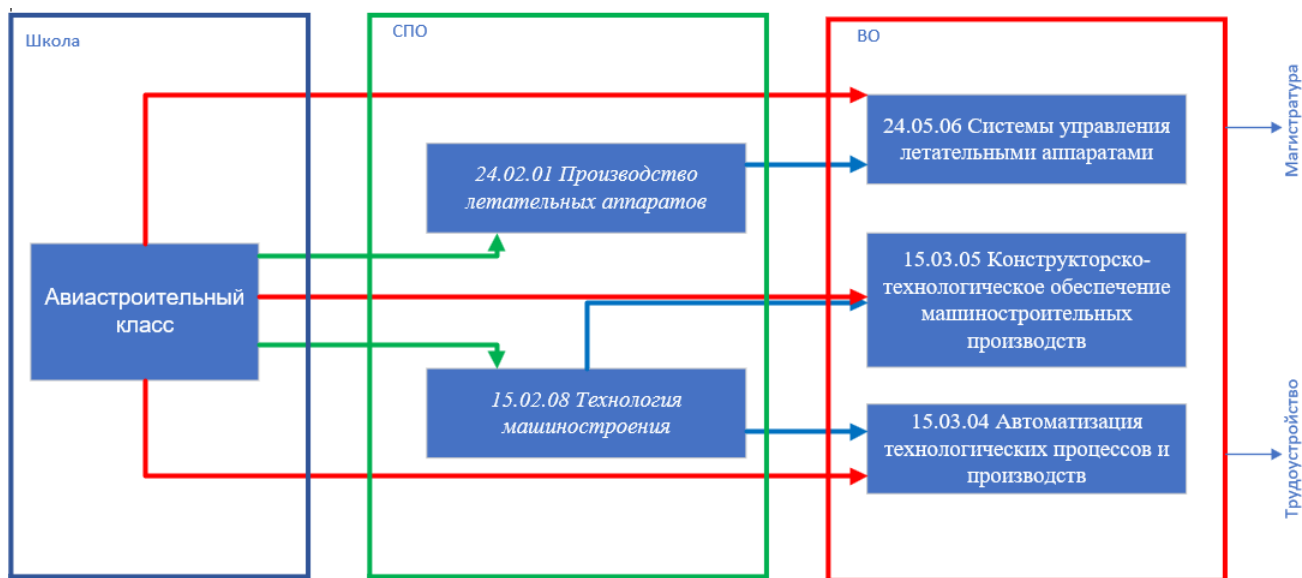 Школа
СПО
ВО
Авиастроительный
класс
24.02.01 Производство
летательных аппаратов
15.02.08 Технология
машиностроения
24.05.06 Системы управления
летательными аппаратами
15.03.05 Конструкторско-
технологическое обеспечение
машиностроительных
производств
15.03.04 Автоматизация
технологических процессов и
производств
Магистратура
Трудоустройство